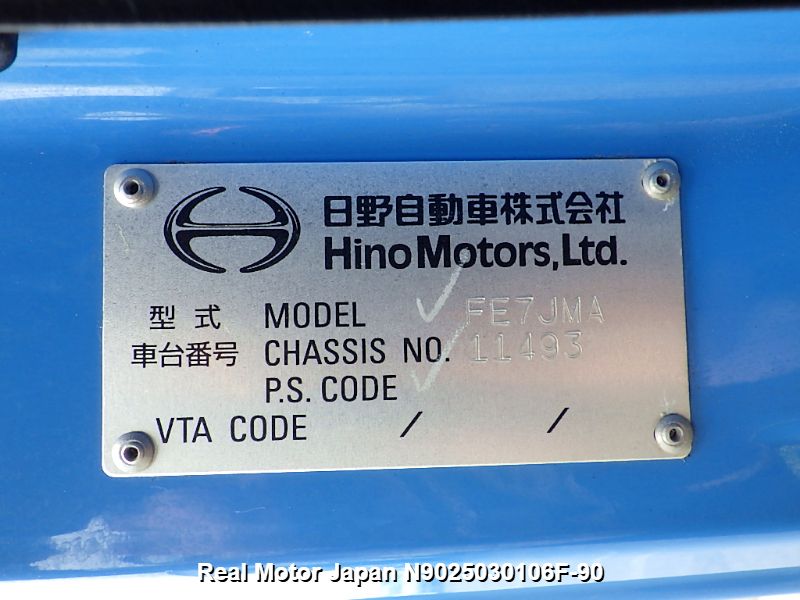 日野自動車株式会社
Hino Motors, Ltd.
型式 MODEL FE7JMA
車台番号 CHASSIS NO. 11493
P.S. CODE
VTA CODE / /
Real Motor Japan N9025030106F-90